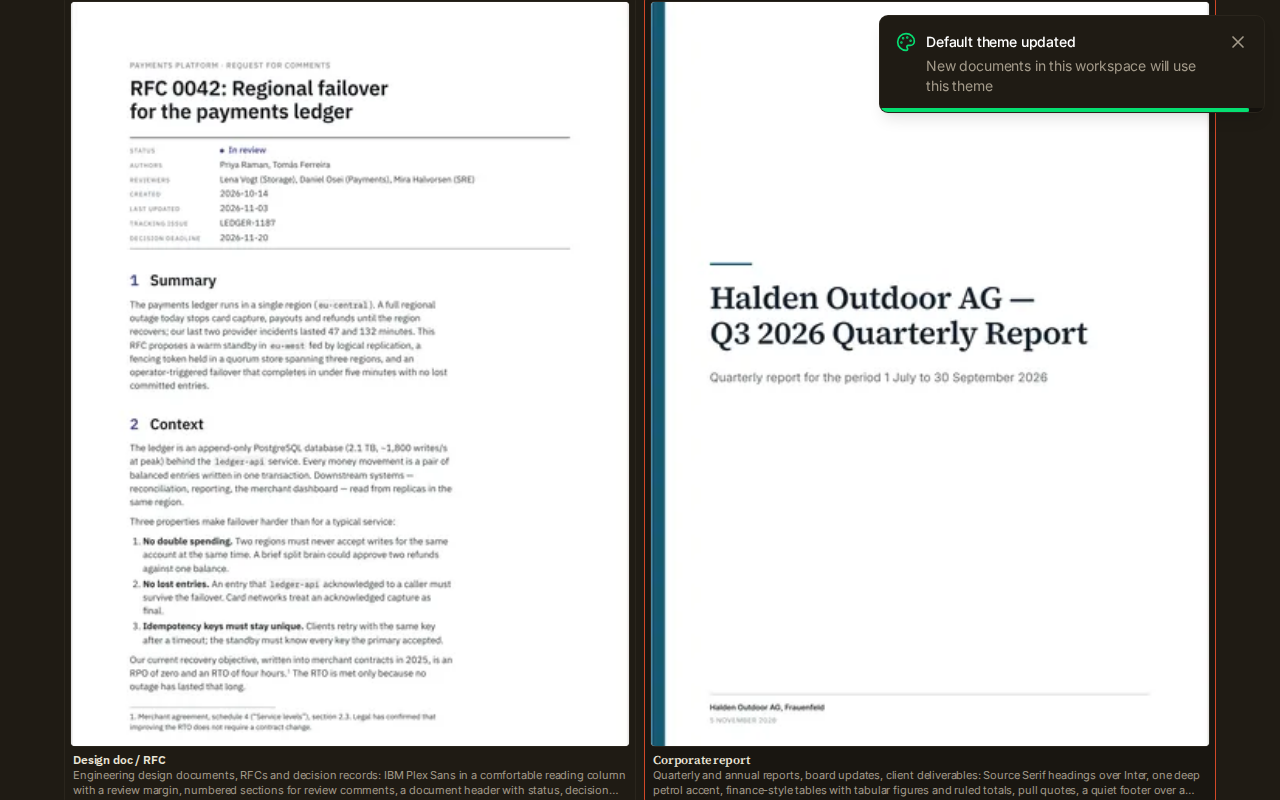 PAYMENTS PLATFORM · REQUEST FOR COMMENTS
RFC 0042: Regional failover
for the payments ledger
STATUS
• In review
AUTHORS
Priya Raman, Tomás Ferreira
REVIEWERS
Lena Vogt (Storage), Daniel Osei (Payments), Mira Halvorsen (SRE)
CREATED
2026-10-14
LAST UPDATED
2026-11-03
TRACKING ISSUE
LEDGER-1187
DECISION DEADLINE
2026-11-20
1 Summary
The payments ledger runs in a single region (eu-central). A full regional
outage today stops card capture, payouts and refunds until the region
recovers; our last two provider incidents lasted 47 and 132 minutes. This
RFC proposes a warm standby in eu-west fed by logical replication, a
fencing token held in a quorum store spanning three regions, and an
operator-triggered failover that completes in under five minutes with no lost
committed entries.
2 Context
The ledger is an append-only PostgreSQL database (2.1 TB, ~1,800 writes/s
at peak) behind the ledger-api service. Every money movement is a pair of
balanced entries written in one transaction. Downstream systems —
reconciliation, reporting, the merchant dashboard — read from replicas in the
same region.
Three properties make failover harder than for a typical service:
1. No double spending. Two regions must never accept writes for the same
account at the same time. A brief split brain could approve two refunds
against one balance.
2. No lost entries. An entry that ledger-api acknowledged to a caller must
survive the failover. Card networks treat an acknowledged capture as
final.
3. Idempotency keys must stay unique. Clients retry with the same key
after a timeout; the standby must know every key the primary accepted.
Our current recovery objective, written into merchant contracts in 2025, is an
RPO of zero and an RTO of four hours.¹ The RTO is met only because no
outage has lasted that long.
1. Merchant agreement, schedule 4 ("Service levels"), section 2.3. Legal has confirmed that
improving the RTO does not require a contract change.
Design doc / RFC
Engineering design documents, RFCs and decision records: IBM Plex Sans in a comfortable reading column
with a review margin, numbered sections for review comments, a document header with status, decision…
Default theme updated
New documents in this workspace will use
this theme
Halden Outdoor AG —
Q3 2026 Quarterly Report
Quarterly report for the period 1 July to 30 September 2026
Halden Outdoor AG, Frauenfeld
5 NOVEMBER 2026
Corporate report
Quarterly and annual reports, board updates, client deliverables: Source Serif headings over Inter, one deep
petrol accent, finance-style tables with tabular figures and ruled totals, pull quotes, a quiet footer over a…